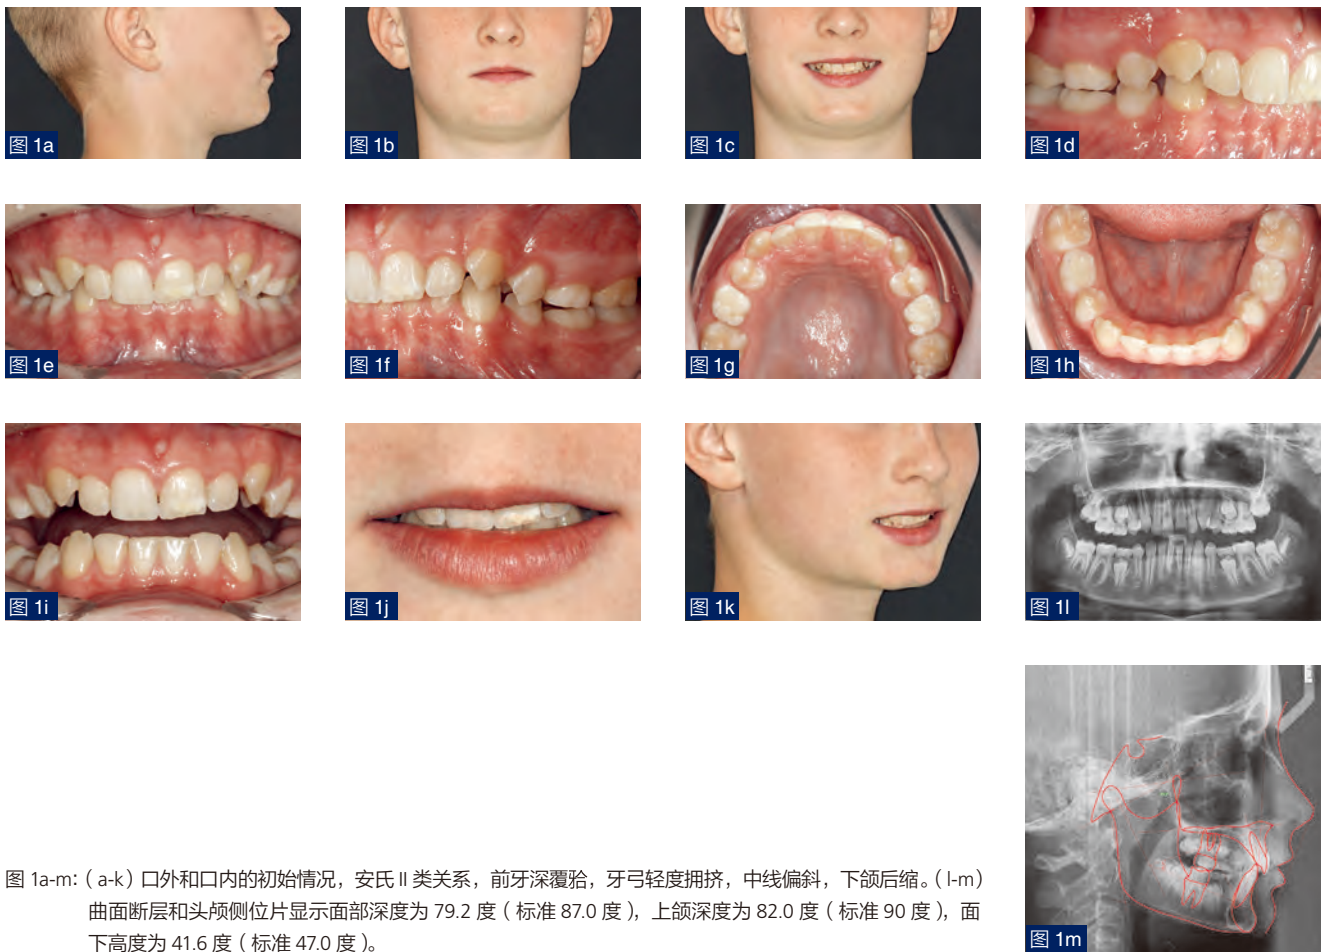 图 1a
图 1b
图 1c
图 1d
图 1e
图 1f
图 1g
图 1h
图 1i
图 1j
图 1k
图 1l
图 1m
图 1a-m:（a-k）口外和口内的初始情况，安氏 II 类关系，前牙深覆𬌗，牙弓轻度拥挤，中线偏斜，下颌后缩。（l-m）
曲面断层和头颅侧位片显示面部深度为 79.2 度（标准 87.0 度），上颌深度为 82.0 度（标准 90 度），面
下高度为 41.6 度（标准 47.0 度）。